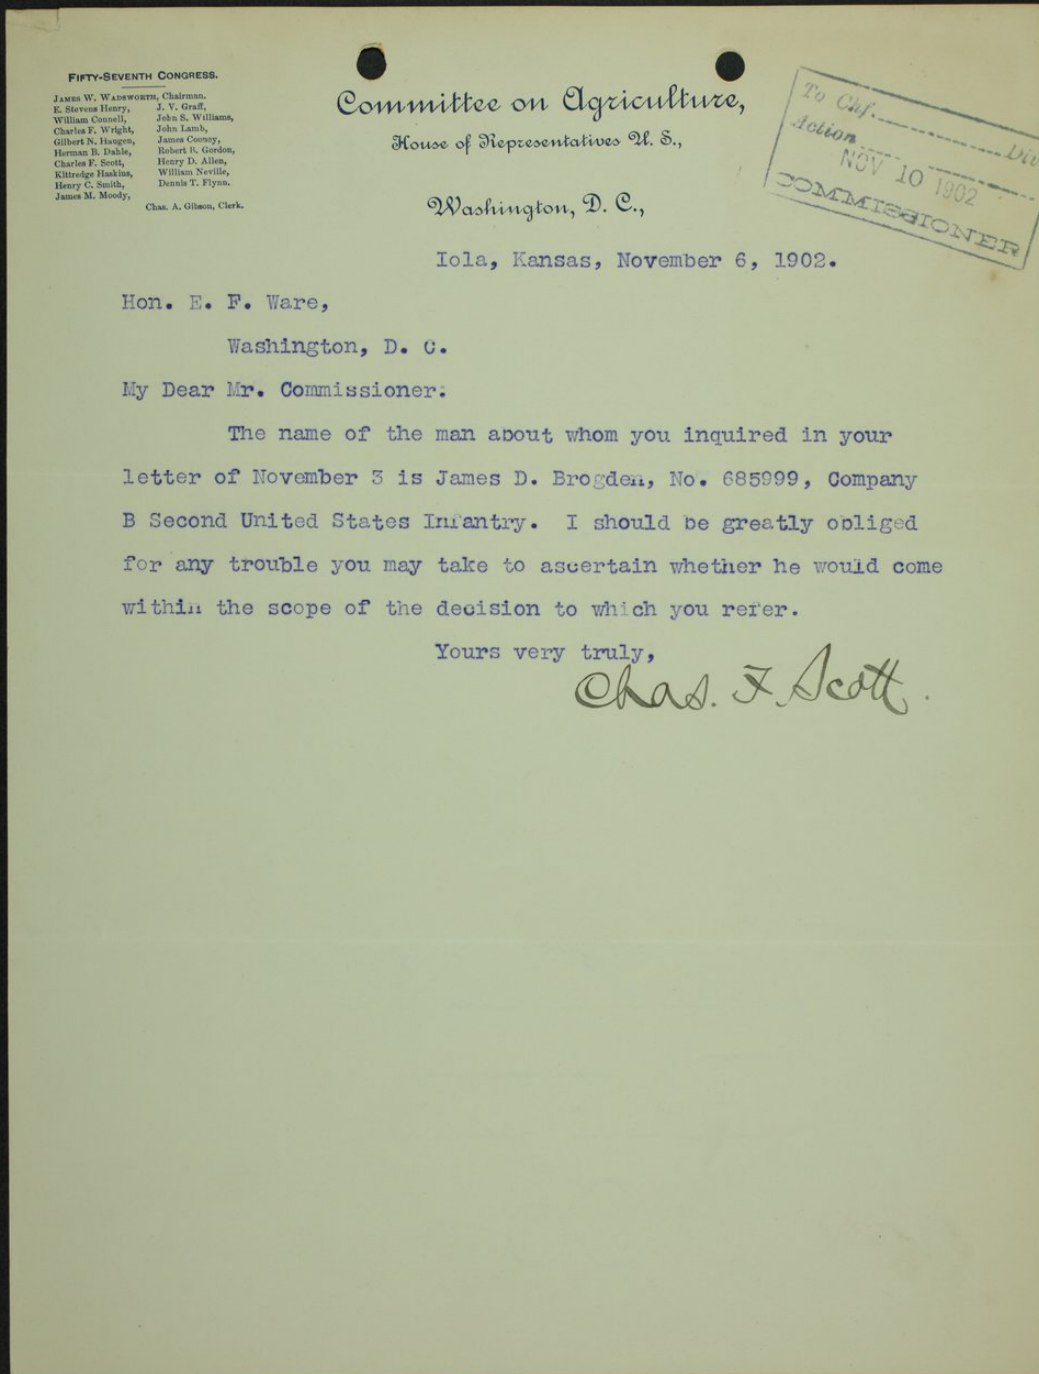 FIFTY-SEVENTH CONGRESS.
JAMES W. WADSWORTH, Chairman.
E. Stevens Henry,
William Connell,
Charles F. Wright,
Gilbert N. Haugen,
Herman B. Dahle,
Charles F. Scott,
Kittredge Haskins,
Henry C. Smith,
James M. Moody,
J. V. Graff,
John S. Williams,
John Lamb,
James Cooney,
Robert B. Gordon,
Henry D. Allen,
William Neville,
Dennis T. Flynn.
Chas. A. Gibson, Clerk.
Committee on Agriculture,
House of Representatives U. S.,
Washington, D. C.,
To Chf. Div
Action
NOV 10 1902
COMMISSIONER
Iola, Kansas, November 6, 1902.
Hon. E. F. Ware,
Washington, D. C.
My Dear Mr. Commissioner:
The name of the man about whom you inquired in your
letter of November 3 is James D. Brogden, No. 685999, Company
B Second United States Infantry. I should be greatly obliged
for any trouble you may take to ascertain whether he would come
within the scope of the decision to which you refer.
Yours very truly,
Chas. F. Scott.